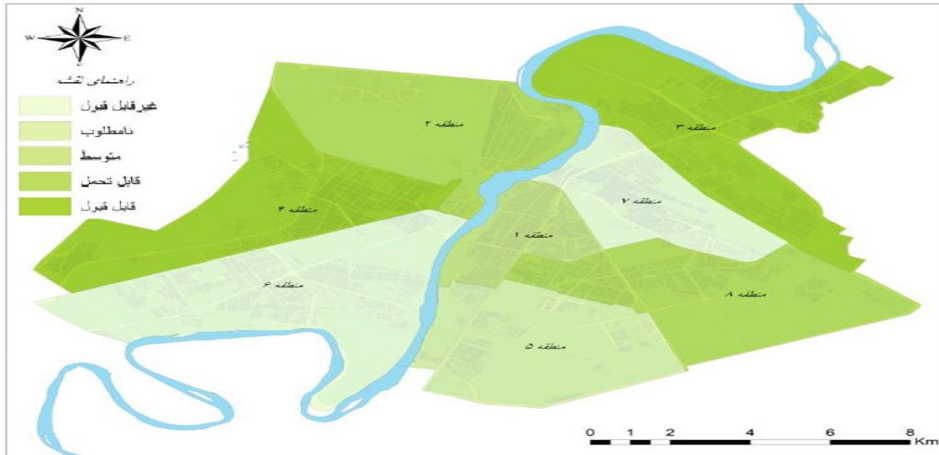 N
W E
S
راهنمای نقشه
غیرقابل قبول
نامطلوب
متوسط
قابل تحمل
قابل قبول
منطقه ۲
منطقه ۳
منطقه ۴
منطقه ۷
منطقه ۱
منطقه ۶
منطقه ۸
منطقه ۵
0 1 2 4 6 8
Km